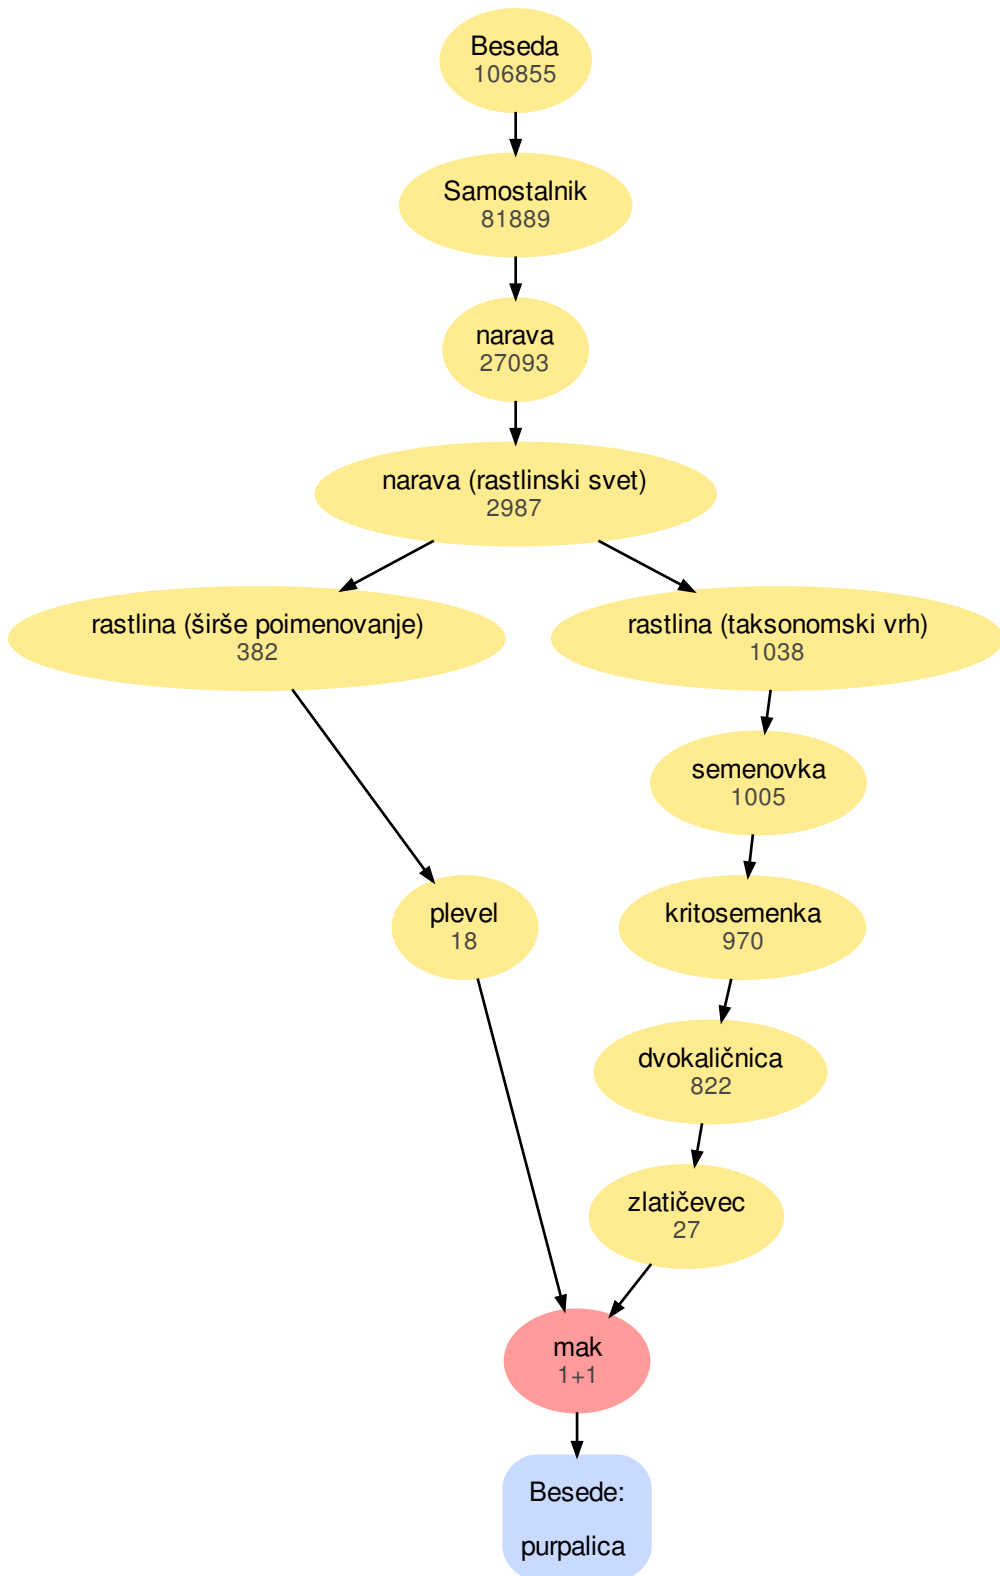 Beseda
106855
Samostalnik
81889
narava
27093
narava (rastlinski svet)
2987
rastlina (širše poimenovanje)
382
rastlina (taksonomski vrh)
1038
semenovka
1005
plevel
18
kritosemenka
970
dvokaličnica
822
zlatičevec
27
mak
1+1
Besede:
purpalica